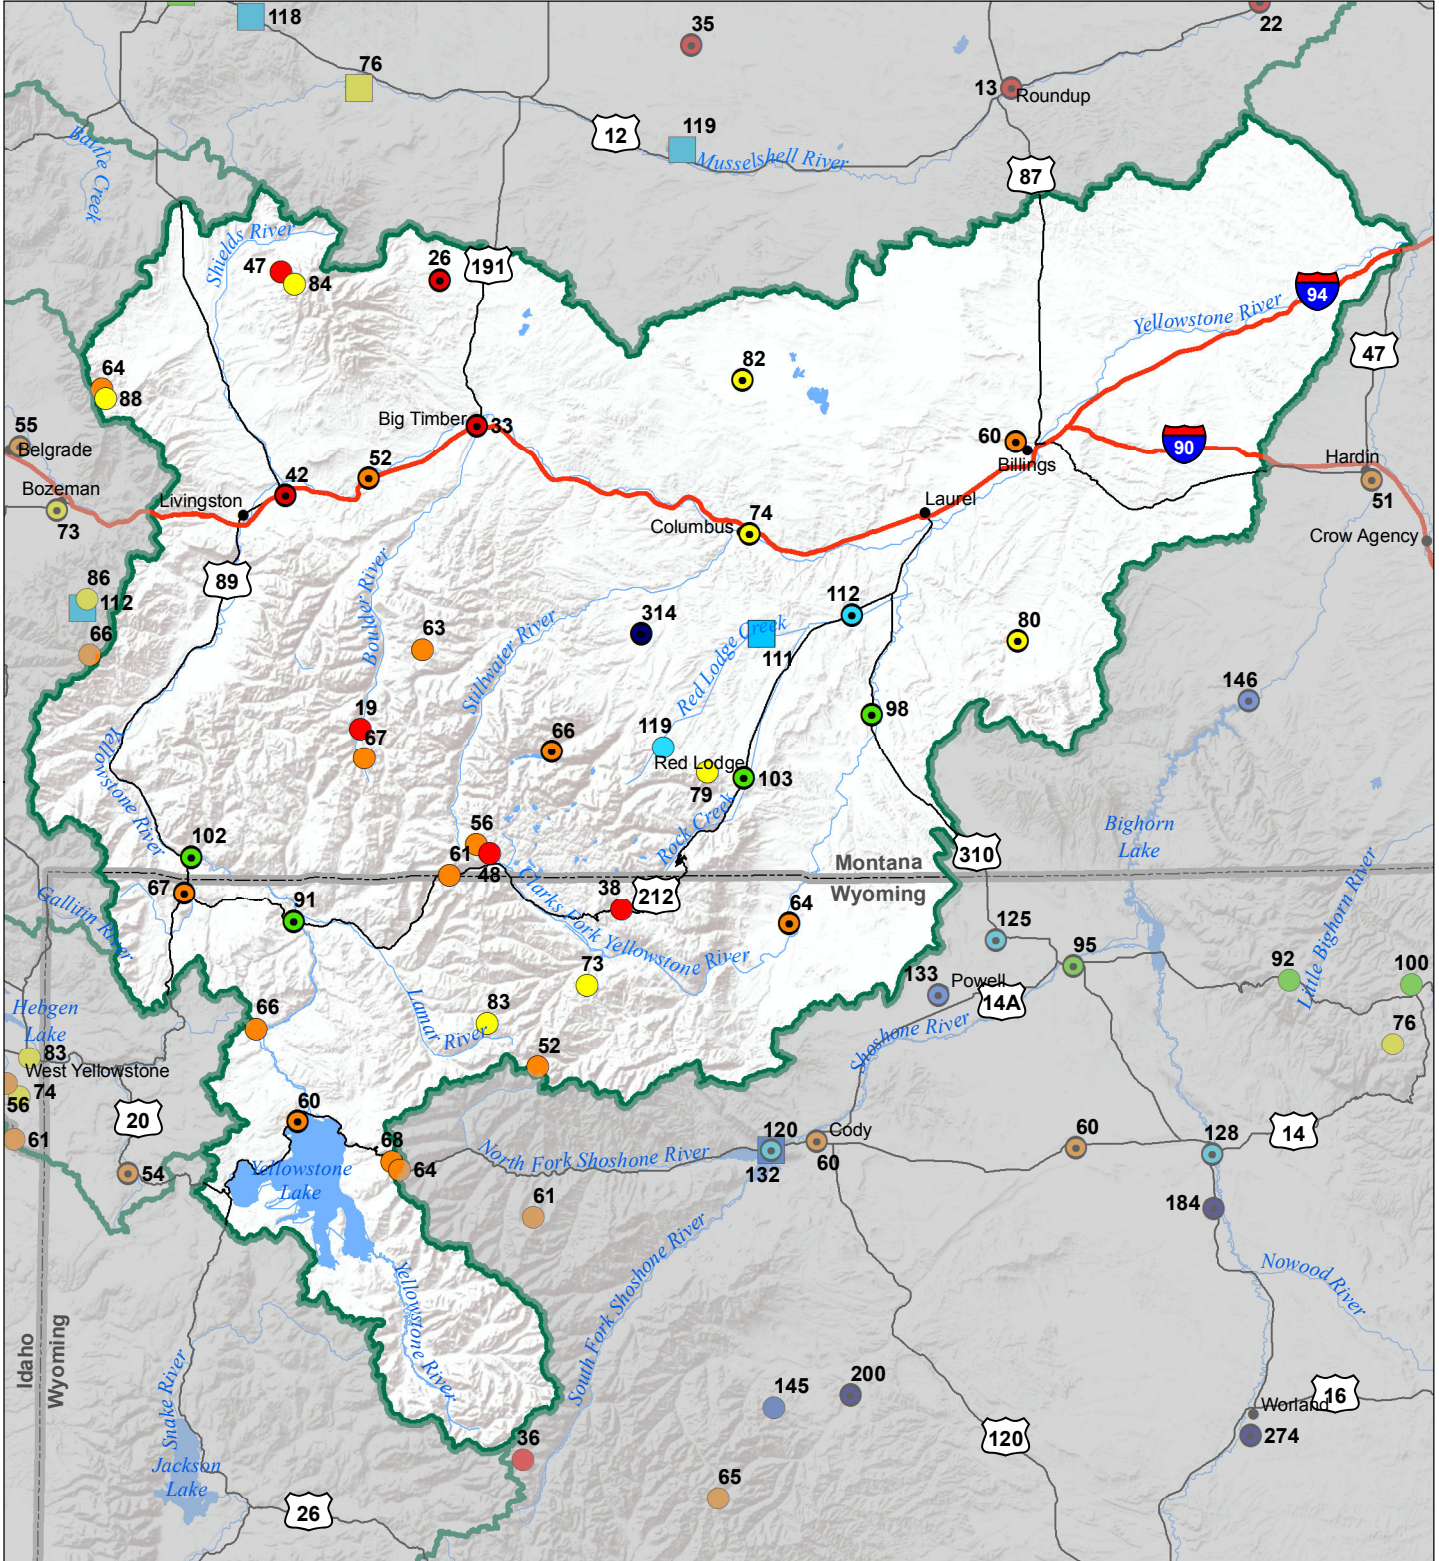 118
35
22
76
13
Roundup
12
119
Musselshell River
87
Battle Creek
Shields River
47
84
26
191
94
Yellowstone River
47
64
88
82
55
Belgrade
Big Timber
33
60
Billings
90
Hardin
51
Bozeman
73
Livingston
42
52
Laurel
74
Columbus
Crow Agency
89
86
112
66
Boulder River
63
Stillwater River
314
Red Lodge Creek
111
112
80
146
19
67
66
119
98
Red Lodge
79
103
Yellowstone River
102
56
61
48
Rock Creek
Montana
Wyoming
310
Bighorn
Lake
67
91
Gallitin River
38
212
Clarks Fork Yellowstone River
64
125
95
Little Bighorn River
92
100
133
Powell
14A
76
73
83
Lamar River
66
Hebgen
Lake
83
West Yellowstone
74
56
61
20
52
Shoshone River
60
68
64
Yellowstone
Lake
54
North Fork Shoshone River
120
132
Cody
60
60
128
14
61
184
South Fork Shoshone River
Nowood River
Yellowstone River
Idaho
Wyoming
Snake River
Jackson
Lake
145
200
16
Worland
274
36
120
65
26